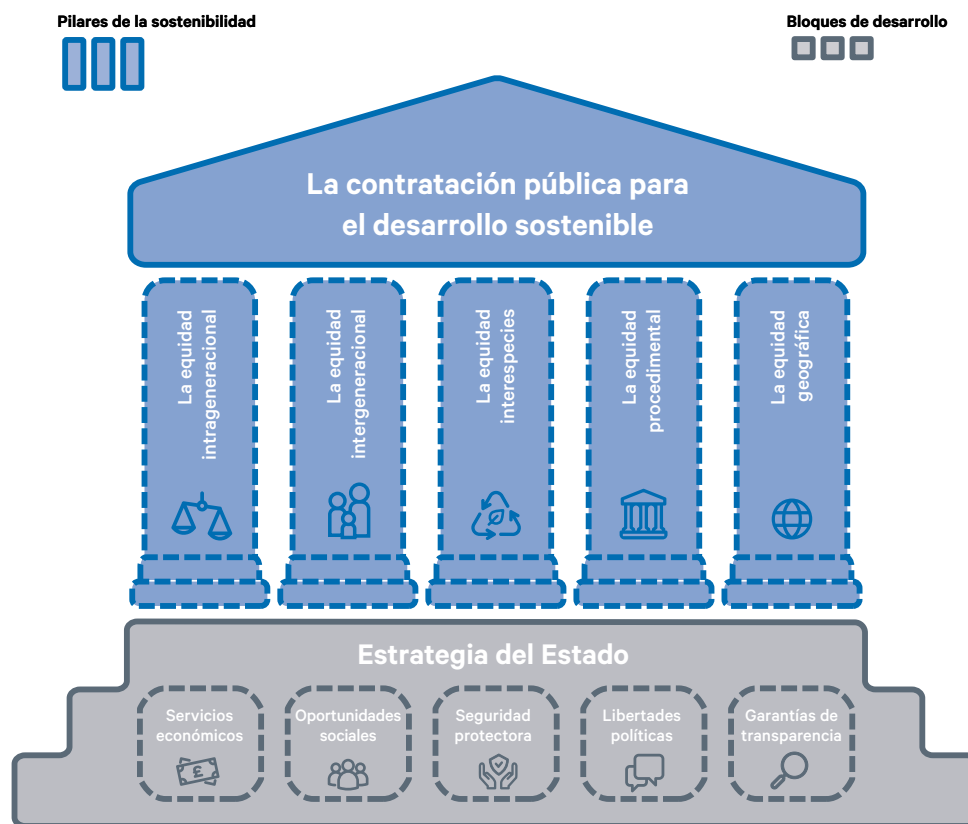 Pilares de la sostenibilidad
Bloques de desarrollo
La contratación pública para
el desarrollo sostenible
La equidad
intrageneracional
La equidad
intergeneracional
La equidad
interespecies
La equidad
procedimental
La equidad
geográfica
Estrategia del Estado
Servicios
económicos
£
Oportunidades
sociales
Seguridad
protectora
Libertades
políticas
Garantías de
transparencia